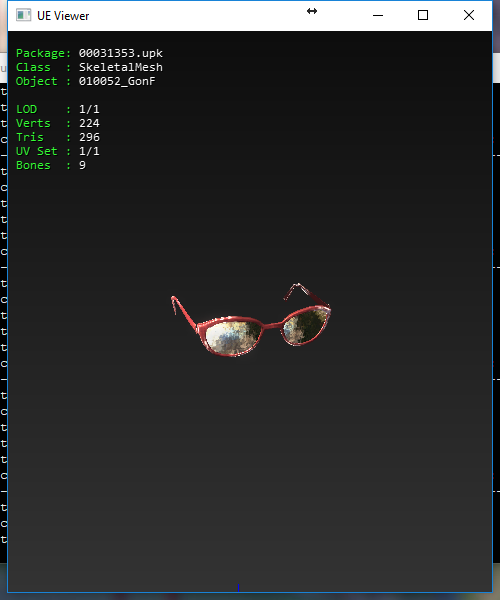 UE Viewer
Package: 00031353.upk
Class : SkeletalMesh
Object : 010052_GonF
LOD : 1/1
Verts : 224
Tris : 296
UV Set : 1/1
Bones : 9